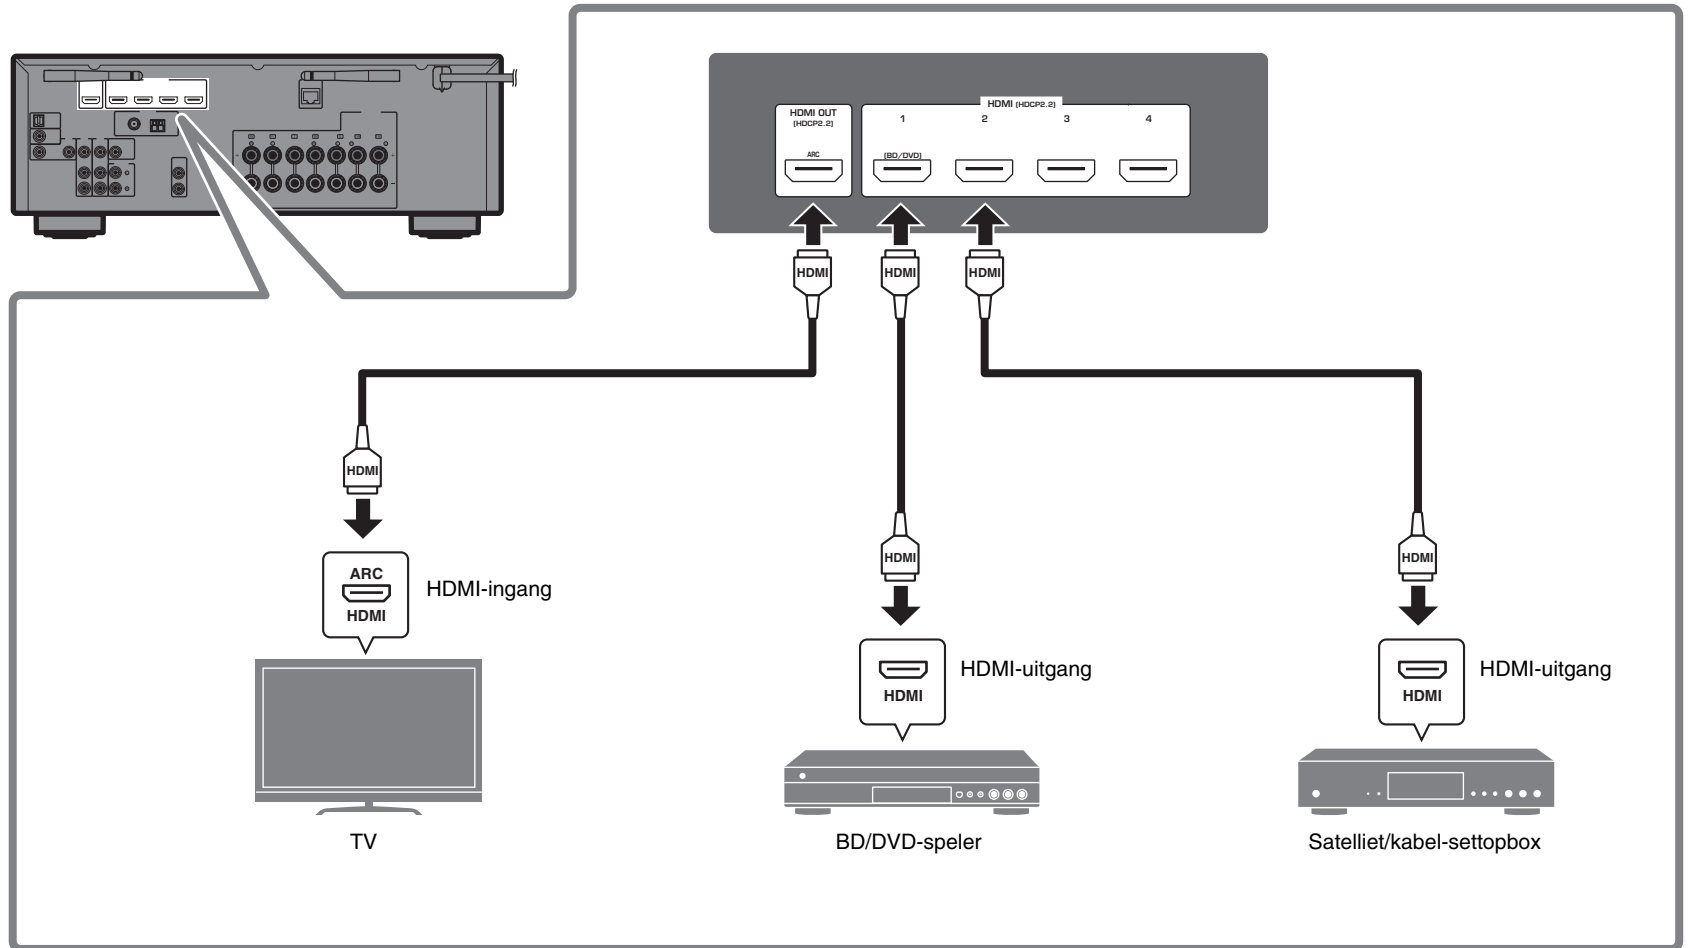 HDMI (HDCP2.2)
HDMI OUT
(HDCP2.2)
1
2
3
4
ARC
(BD/DVD)
HDMI
HDMI
HDMI
HDMI
ARC
HDMI
HDMI-ingang
HDMI
HDMI
HDMI
HDMI-uitgang
HDMI
HDMI-uitgang
TV
BD/DVD-speler
Satelliet/kabel-settopbox